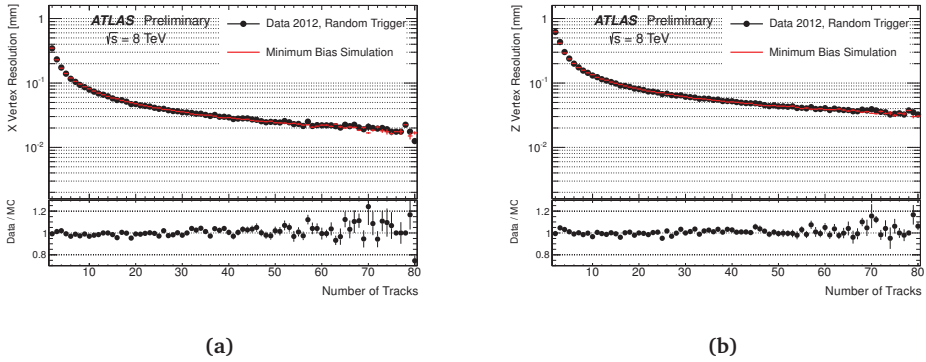 X Vertex Resolution [mm]
ATLAS Preliminary
√s = 8 TeV
Data 2012, Random Trigger
Minimum Bias Simulation
1
10⁻¹
10⁻²
Data / MC
1.2
1
0.8
10 20 30 40 50 60 70 80
Number of Tracks
(a)
Z Vertex Resolution [mm]
ATLAS Preliminary
√s = 8 TeV
Data 2012, Random Trigger
Minimum Bias Simulation
1
10⁻¹
10⁻²
Data / MC
1.2
1
0.8
10 20 30 40 50 60 70 80
Number of Tracks
(b)